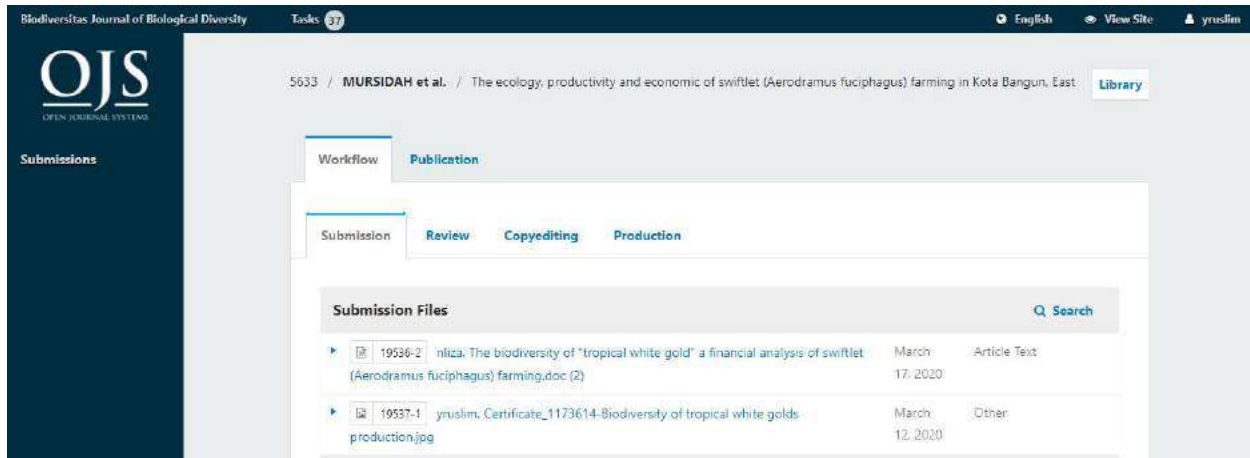 Biodiversitas Journal of Biological Diversity Tasks 37 English View Site yruslim
OJS
OPEN JOURNAL SYSTEMS
Submissions
5633 / MURSIDAH et al. / The ecology, productivity and economic of swiftlet (Aerodramus fuciphagus) farming in Kota Bangun, East
Library
Workflow Publication
Submission Review Copyediting Production
Submission Files Search
19536-2 nliza, The biodiversity of "tropical white gold" a financial analysis of swiftlet March Article Text
(Aerodramus fuciphagus) farming.doc (2) 17, 2020
19537-1 yruslim, Certificate_1173614-Biodiversity of tropical white golds March Other
production.jpg 12, 2020